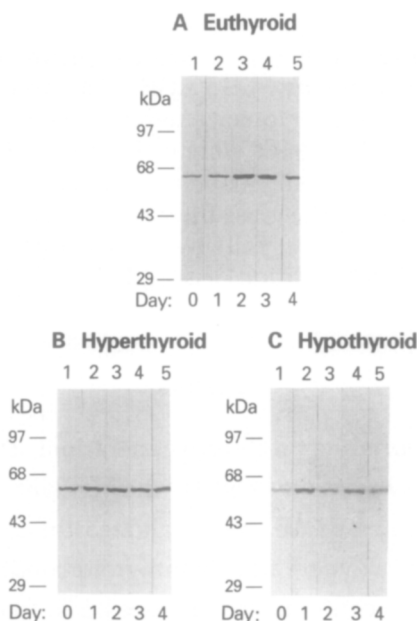 A Euthyroid
1 2 3 4 5
kDa
97 —
68 —
43 —
29 —
Day: 0 1 2 3 4
B Hyperthyroid
1 2 3 4 5
kDa
97 —
68 —
43 —
29 —
Day: 0 1 2 3 4
C Hypothyroid
1 2 3 4 5
kDa
97 —
68 —
43 —
29 —
Day: 0 1 2 3 4